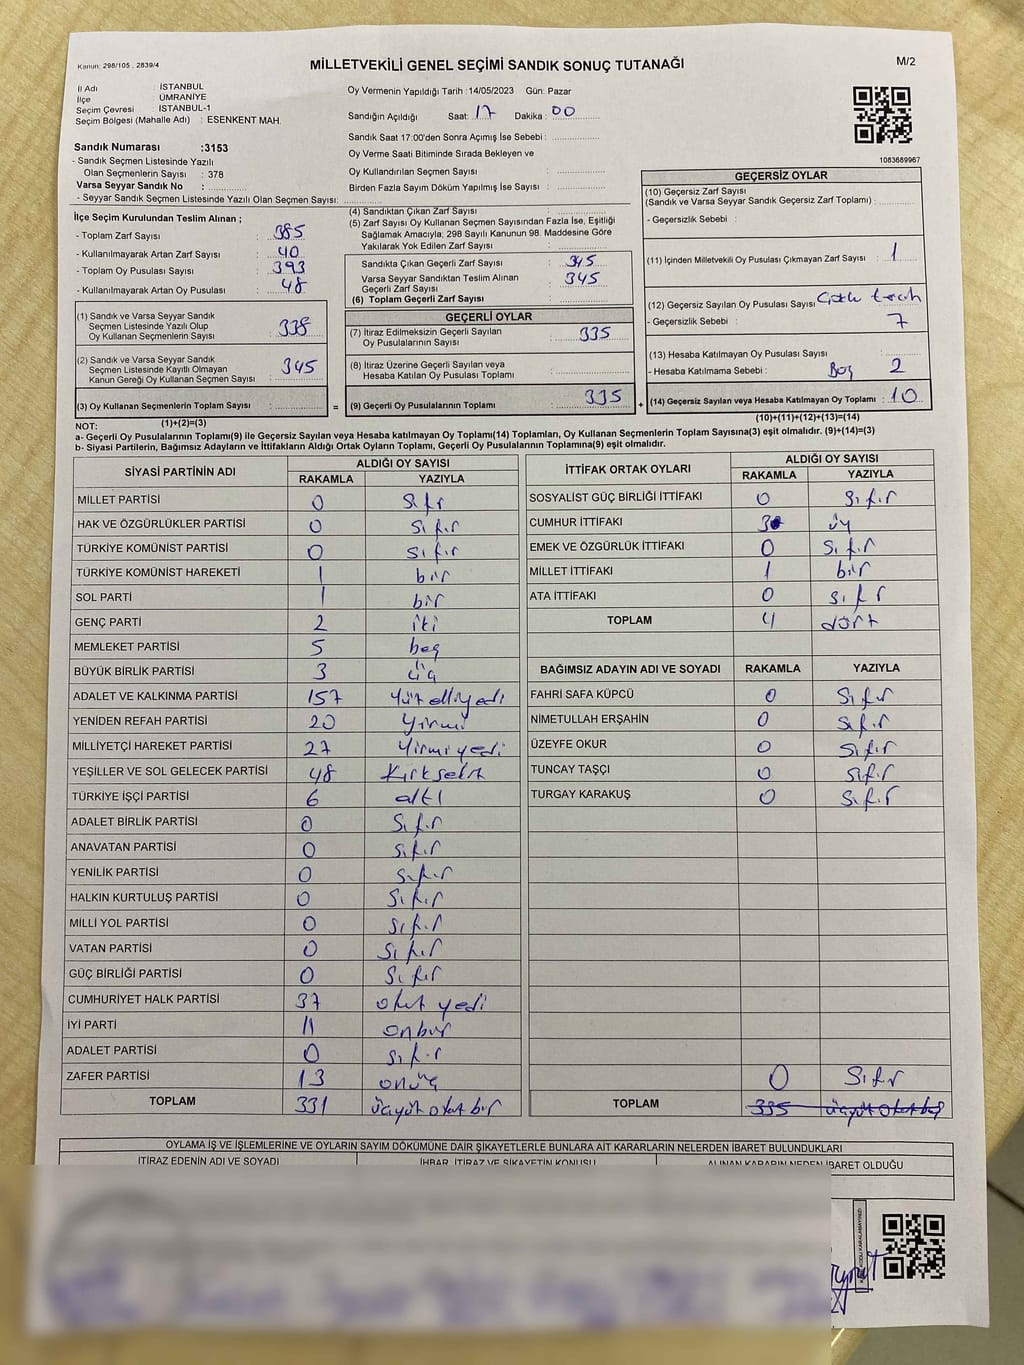 Kanun: 298/105 , 2839/4
MİLLETVEKİLİ GENEL SEÇİMİ SANDIK SONUÇ TUTANAĞI
M/2
İl Adı İSTANBUL
İlçe ÜMRANİYE
Seçim Çevresi : İSTANBUL-1
Seçim Bölgesi (Mahalle Adı) : ESENKENT MAH.
Oy Vermenin Yapıldığı Tarih :14/05/2023 Gün: Pazar
Sandığın Açıldığı Saat: 17 Dakika : 00
Sandık Saat 17:00'den Sonra Açımış İse Sebebi :
Oy Verme Saati Bitiminde Sırada Bekleyen ve
Oy Kullandırılan Seçmen Sayısı :
Birden Fazla Sayım Döküm Yapılmış İse Sayısı :
1083689967
Sandık Numarası :3153
- Sandık Seçmen Listesinde Yazılı
Olan Seçmenlerin Sayısı : 378
Varsa Seyyar Sandık No :
- Seyyar Sandık Seçmen Listesinde Yazılı Olan Seçmen Sayısı:
İlçe Seçim Kurulundan Teslim Alınan ;
- Toplam Zarf Sayısı : 385
- Kullanılmayarak Artan Zarf Sayısı : 40
- Toplam Oy Pusulası Sayısı : 393
- Kullanılmayarak Artan Oy Pusulası : 48
(1) Sandık ve Varsa Seyyar Sandık
Seçmen Listesinde Yazılı Olup
Oy Kullanan Seçmenlerin Sayısı : 338
(2) Sandık ve Varsa Seyyar Sandık
Seçmen Listesinde Kayıtlı Olmayan
Kanun Gereği Oy Kullanan Seçmen Sayısı : 345
(3) Oy Kullanan Seçmenlerin Toplam Sayısı :
(1)+(2)=(3)
(4) Sandıktan Çıkan Zarf Sayısı :
(5) Zarf Sayısı Oy Kullanan Seçmen Sayısından Fazla İse, Eşitliği
Sağlamak Amacıyla; 298 Sayılı Kanunun 98. Maddesine Göre
Yakılarak Yok Edilen Zarf Sayısı :
Sandıkta Çıkan Geçerli Zarf Sayısı : 345
Varsa Seyyar Sandıktan Teslim Alınan
Geçerli Zarf Sayısı : 345
(6) Toplam Geçerli Zarf Sayısı :
GEÇERLİ OYLAR
(7) İtiraz Edilmeksizin Geçerli Sayılan
Oy Pusulalarının Sayısı : 335
(8) İtiraz Üzerine Geçerli Sayılan veya
Hesaba Katılan Oy Pusulası Toplamı :
= (9) Geçerli Oy Pusulalarının Toplamı : 335 +
GEÇERSİZ OYLAR
(10) Geçersiz Zarf Sayısı
(Sandık ve Varsa Seyyar Sandık Geçersiz Zarf Toplamı) :
- Geçersizlik Sebebi :
(11) İçinden Milletvekili Oy Pusulası Çıkmayan Zarf Sayısı : 1
(12) Geçersiz Sayılan Oy Pusulası Sayısı :
- Geçersizlik Sebebi : 7
(13) Hesaba Katılmayan Oy Pusulası Sayısı :
- Hesaba Katılmama Sebebi : Boş 2
(14) Geçersiz Sayılan veya Hesaba Katılmayan Oy Toplamı : 10
(10)+(11)+(12)+(13)=(14)
NOT:
a- Geçerli Oy Pusulalarının Toplamı(9) ile Geçersiz Sayılan veya Hesaba katılmayan Oy Toplamı(14) Toplamları, Oy Kullanan Seçmenlerin Toplam Sayısına(3) eşit olmalıdır. (9)+(14)=(3)
b- Siyasi Partilerin, Bağımsız Adayların ve İttifakların Aldığı Ortak Oyların Toplamı, Geçerli Oy Pusulalarının Toplamına(9) eşit olmalıdır.
SİYASİ PARTİNİN ADI ALDIĞI OY SAYISI
RAKAMLA YAZIYLA
MİLLET PARTİSİ 0 Sıfır
HAK VE ÖZGÜRLÜKLER PARTİSİ 0 Sıfır
TÜRKİYE KOMÜNİST PARTİSİ 0 Sıfır
TÜRKİYE KOMÜNİST HAREKETİ 1 bir
SOL PARTİ 1 bir
GENÇ PARTİ 2 iki
MEMLEKET PARTİSİ 5 beş
BÜYÜK BİRLİK PARTİSİ 3 üç
ADALET VE KALKINMA PARTİSİ 157 Yüz elliyedi
YENİDEN REFAH PARTİSİ 20 Yirmi
MİLLİYETÇİ HAREKET PARTİSİ 27 Yirmi yedi
YEŞİLLER VE SOL GELECEK PARTİSİ 48 Kırksekiz
TÜRKİYE İŞÇİ PARTİSİ 6 altı
ADALET BİRLİK PARTİSİ 0 Sıfır
ANAVATAN PARTİSİ 0 Sıfır
YENİLİK PARTİSİ 0 Sıfır
HALKIN KURTULUŞ PARTİSİ 0 Sıfır
MİLLİ YOL PARTİSİ 0 Sıfır
VATAN PARTİSİ 0 Sıfır
GÜÇ BİRLİĞİ PARTİSİ 0 Sıfır
CUMHURİYET HALK PARTİSİ 37 otuz yedi
İYİ PARTİ 11 onbir
ADALET PARTİSİ 0 Sıfır
ZAFER PARTİSİ 13 onüç
TOPLAM 331 üçyüz otuz bir
İTTİFAK ORTAK OYLARI ALDIĞI OY SAYISI
RAKAMLA YAZIYLA
SOSYALİST GÜÇ BİRLİĞİ İTTİFAKI 0 Sıfır
CUMHUR İTTİFAKI 3 üç
EMEK VE ÖZGÜRLÜK İTTİFAKI 0 Sıfır
MİLLET İTTİFAKI 1 bir
ATA İTTİFAKI 0 Sıfır
TOPLAM 4 dört
BAĞIMSIZ ADAYIN ADI VE SOYADI RAKAMLA YAZIYLA
FAHRİ SAFA KÜPCÜ 0 Sıfır
NİMETULLAH ERŞAHİN 0 Sıfır
ÜZEYFE OKUR 0 Sıfır
TUNCAY TAŞÇI 0 Sıfır
TURGAY KARAKUŞ 0 Sıfır
0 Sıfır
TOPLAM 335 üçyüz otuz beş
OYLAMA İŞ VE İŞLEMLERİNE VE OYLARIN SAYIM DÖKÜMÜNE DAİR ŞİKAYETLERLE BUNLARA AİT KARARLARIN NELERDEN İBARET BULUNDUKLARI
İTİRAZ EDENİN ADI VE SOYADI İHBAR, İTİRAZ VE ŞİKAYETİN KONUSU ALINAN KARARIN NEDEN İBARET OLDUĞU